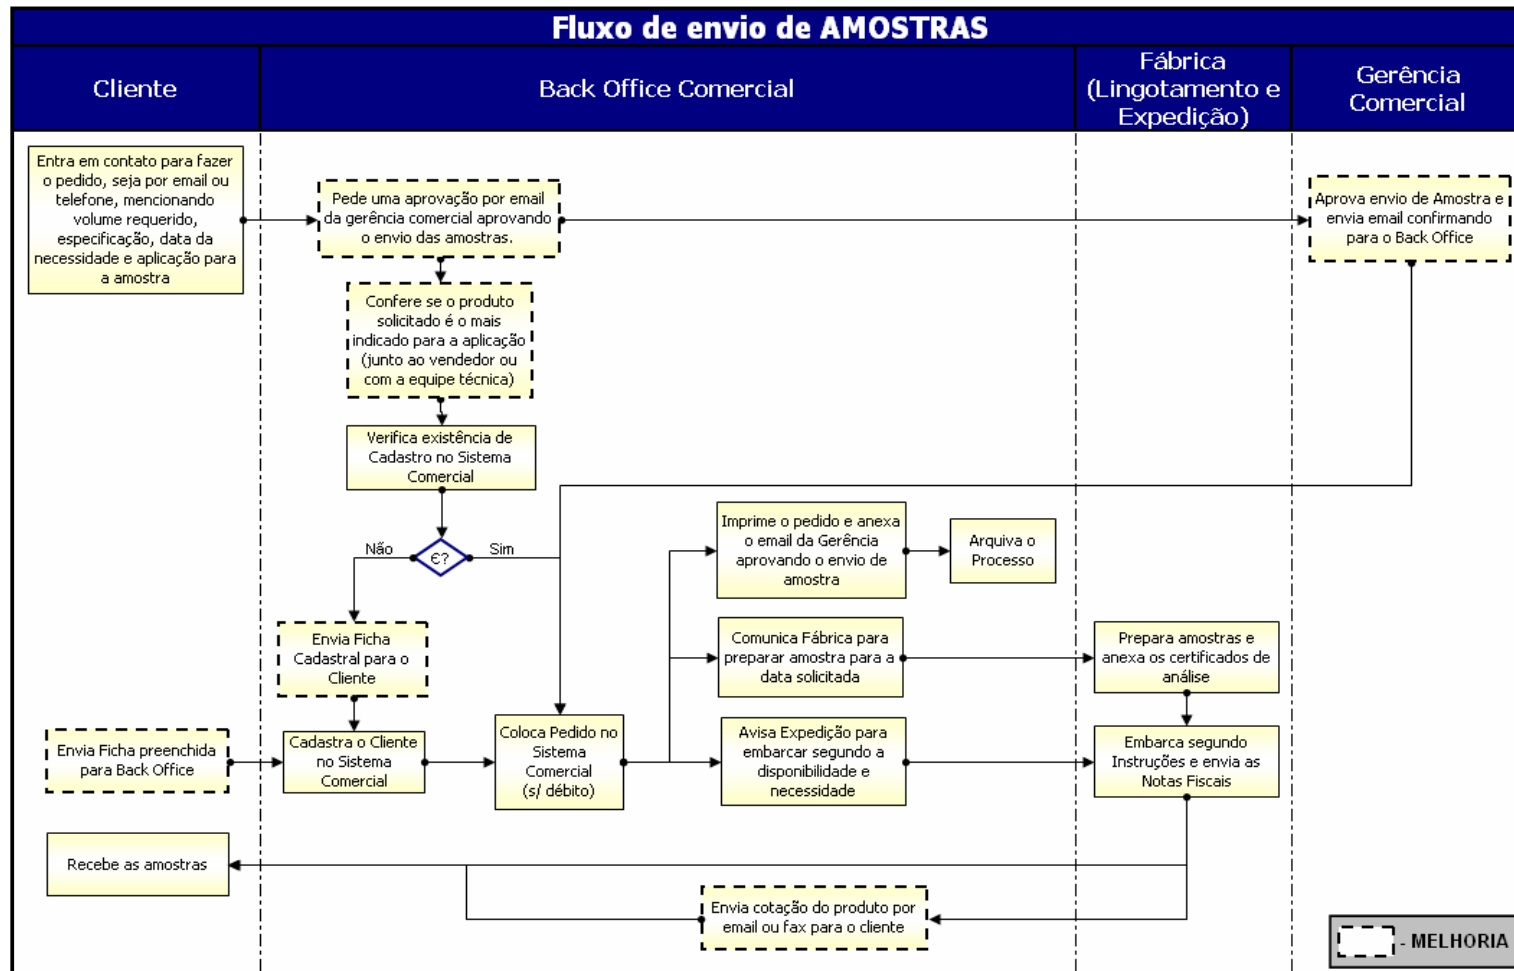 Fluxo de envio de AMOSTRAS
Cliente
Back Office Comercial
Fábrica
(Lingotamento e
Expedição)
Gerência
Comercial
Entra em contato para fazer
o pedido, seja por email ou
telefone, mencionando
volume requerido,
especificação, data da
necessidade e aplicação para
a amostra
Pede uma aprovação por email
da gerência comercial aprovando
o envio das amostras.
Aprova envio de Amostra e
envia email confirmando
para o Back Office
Confere se o produto
solicitado é o mais
indicado para a aplicação
(junto ao vendedor ou
com a equipe técnica)
Verifica existência de
Cadastro no Sistema
Comercial
Não
€?
Sim
Imprime o pedido e anexa
o email da Gerência
aprovando o envio de
amostra
Arquiva o
Processo
Envia Ficha
Cadastral para o
Cliente
Comunica Fábrica para
preparar amostra para a
data solicitada
Prepara amostras e
anexa os certificados de
análise
Envia Ficha preenchida
para Back Office
Cadastra o Cliente
no Sistema
Comercial
Coloca Pedido no
Sistema
Comercial
(s/ débito)
Avisa Expedição para
embarcar segundo a
disponibilidade e
necessidade
Embarca segundo
Instruções e envia as
Notas Fiscais
Recebe as amostras
Envia cotação do produto por
email ou fax para o cliente
- MELHORIA